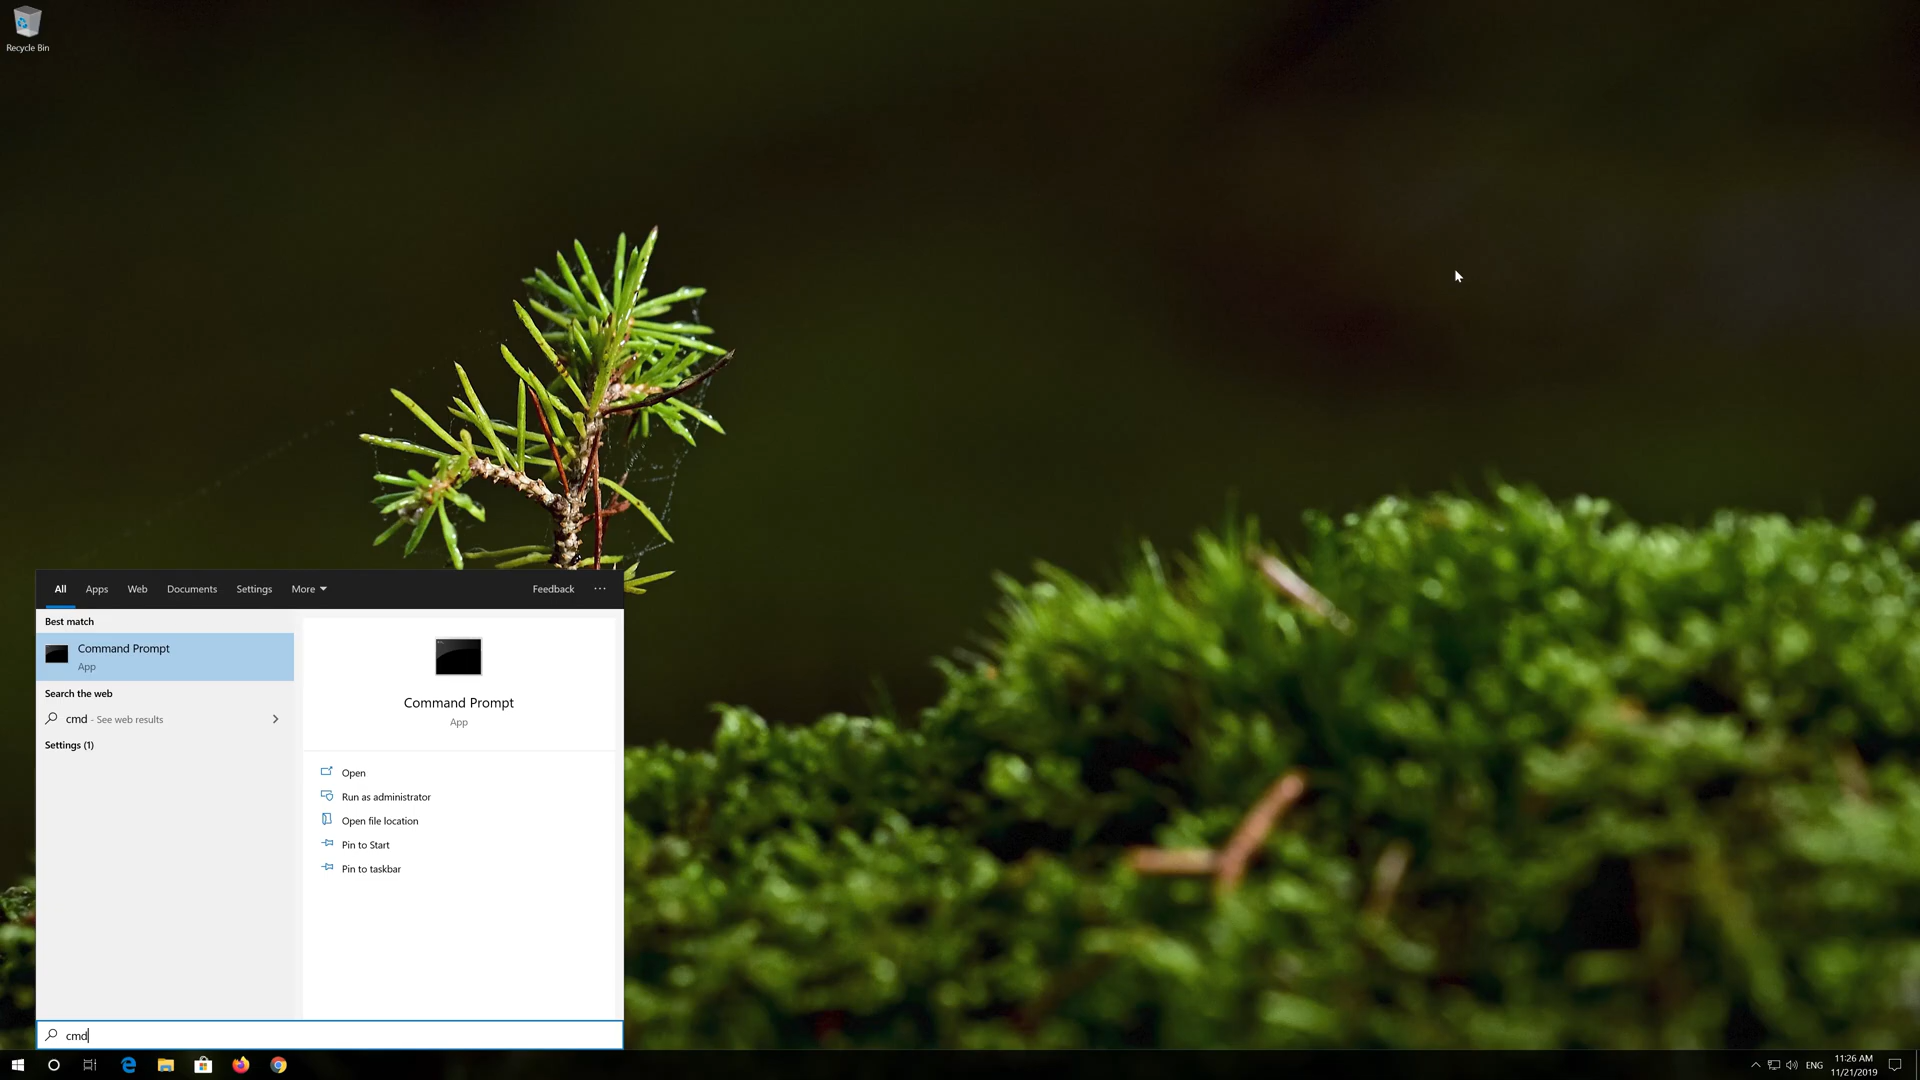 Recycle Bin
All Apps Web Documents Settings More Feedback ···
Best match
Command Prompt
App
Search the web
cmd - See web results
Settings (1)
Command Prompt
App
Open
Run as administrator
Open file location
Pin to Start
Pin to taskbar
cmd
ENG
11:26 AM
11/21/2019